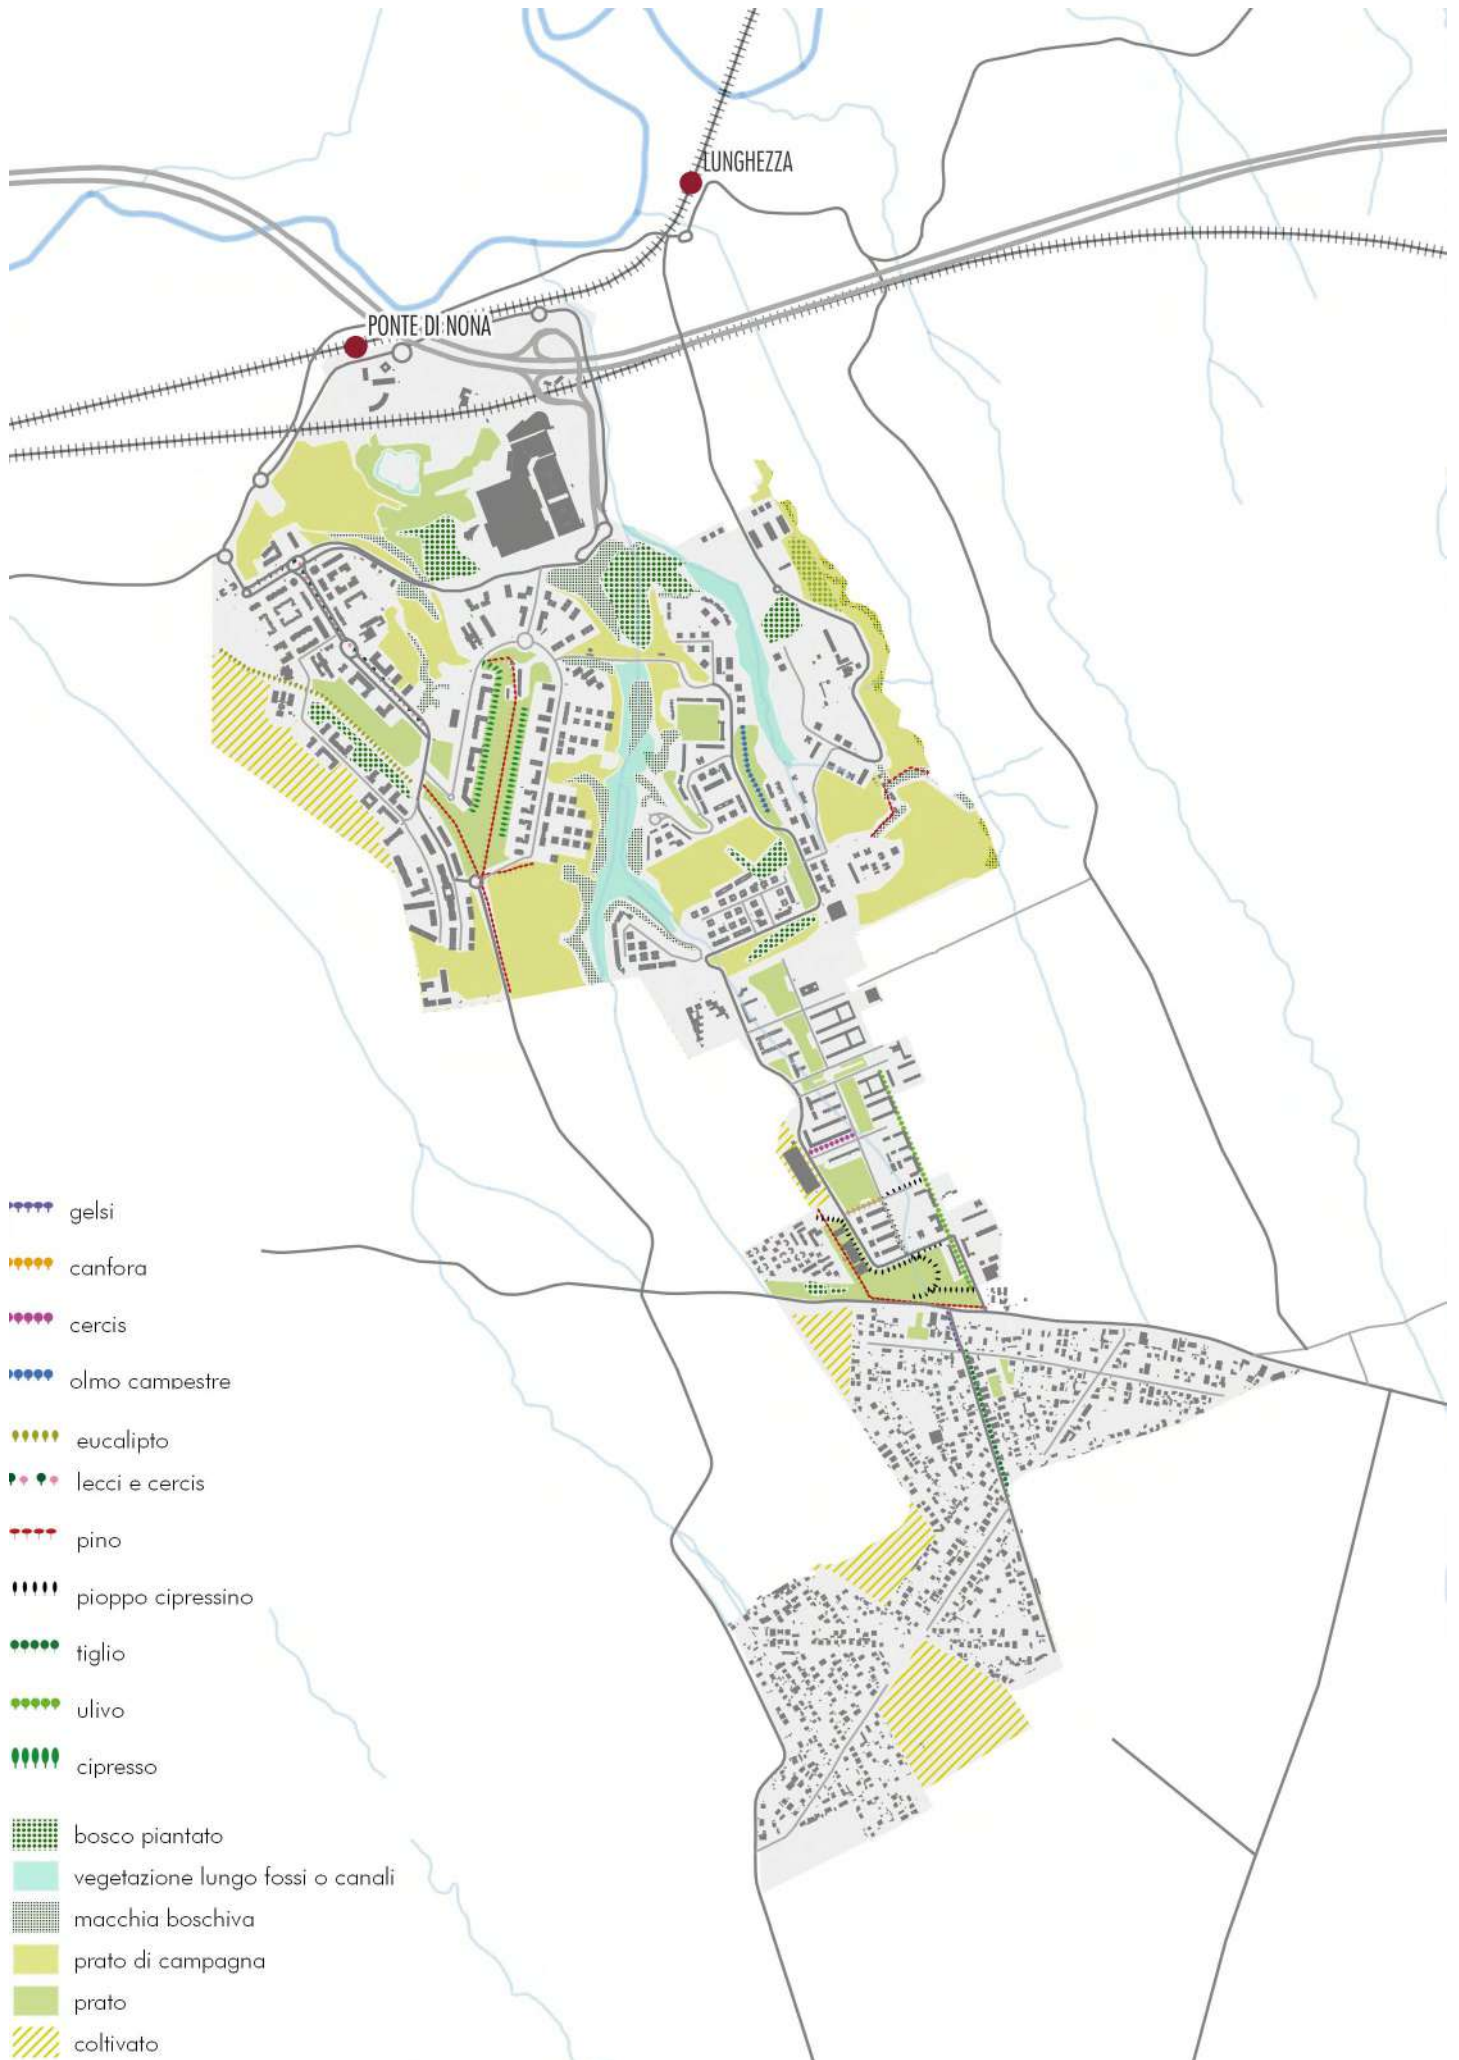 LUNGHEZZA
PONTE DI NONA
gelsi
canfora
cercis
olmo campestre
eucalipto
lecci e cercis
pino
pioppo cipressino
tiglio
ulivo
cipresso
bosco piantato
vegetazione lungo fossi o canali
macchia boschiva
prato di campagna
prato
coltivato